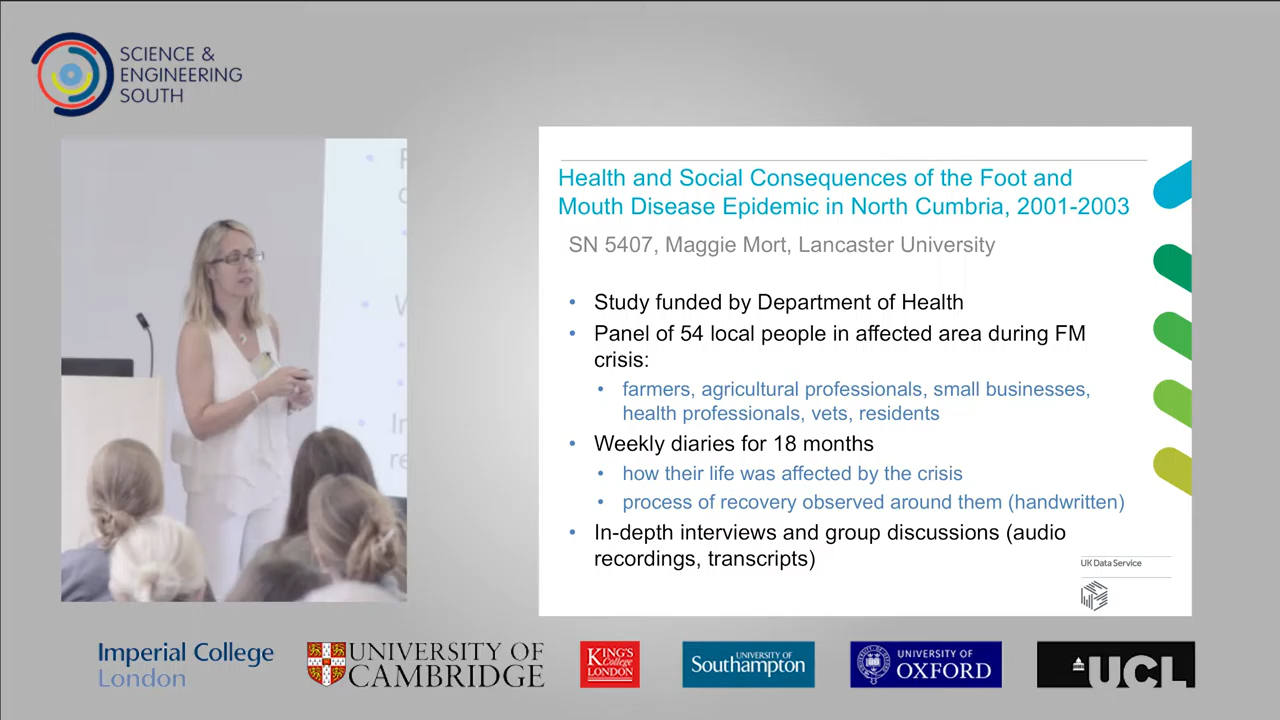 SCIENCE &
ENGINEERING
SOUTH
Health and Social Consequences of the Foot and
Mouth Disease Epidemic in North Cumbria, 2001-2003
SN 5407, Maggie Mort, Lancaster University
• Study funded by Department of Health
• Panel of 54 local people in affected area during FM
crisis:
• farmers, agricultural professionals, small businesses,
health professionals, vets, residents
• Weekly diaries for 18 months
• how their life was affected by the crisis
• process of recovery observed around them (handwritten)
• In-depth interviews and group discussions (audio
recordings, transcripts)
UK Data Service
Imperial College
London
UNIVERSITY OF
CAMBRIDGE
KING'S
College
LONDON
UNIVERSITY OF
Southampton
UNIVERSITY OF
OXFORD
UCL